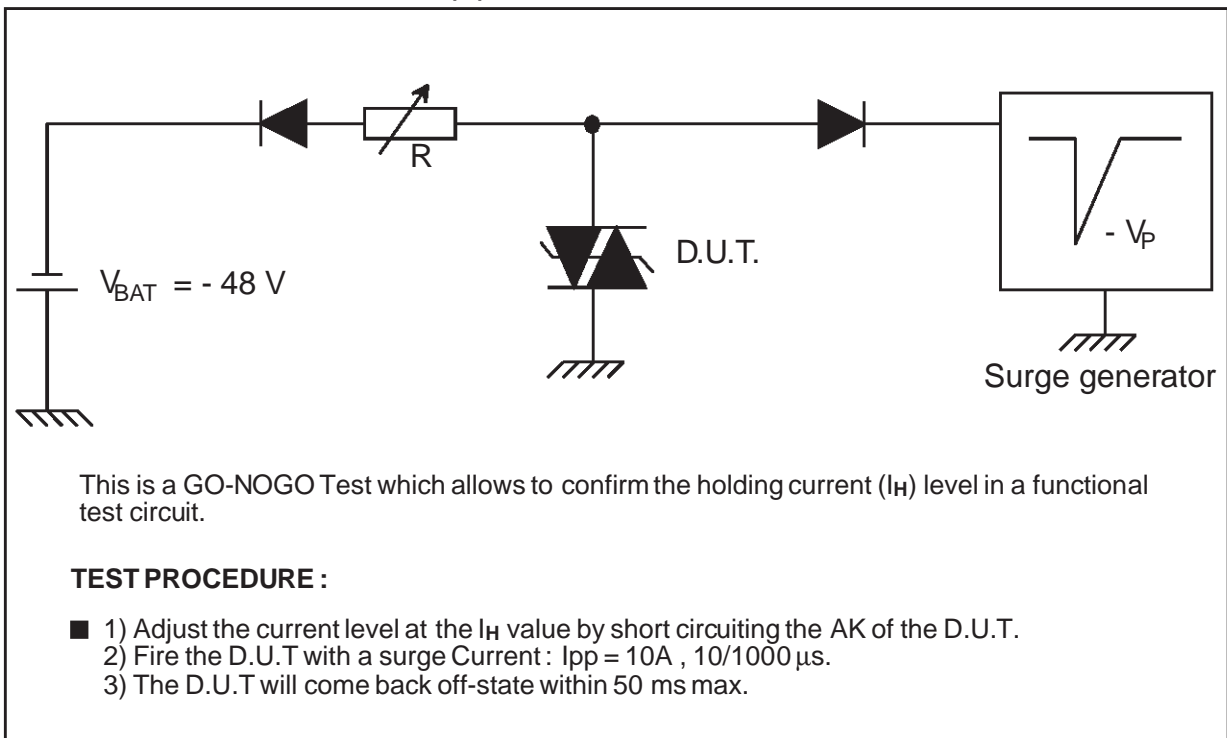 R
D.U.T.
- VP
VBAT = - 48 V
Surge generator
This is a GO-NOGO Test which allows to confirm the holding current (IH) level in a functional
test circuit.
TEST PROCEDURE :
■ 1) Adjust the current level at the IH value by short circuiting the AK of the D.U.T.
2) Fire the D.U.T with a surge Current : Ipp = 10A , 10/1000 µs.
3) The D.U.T will come back off-state within 50 ms max.